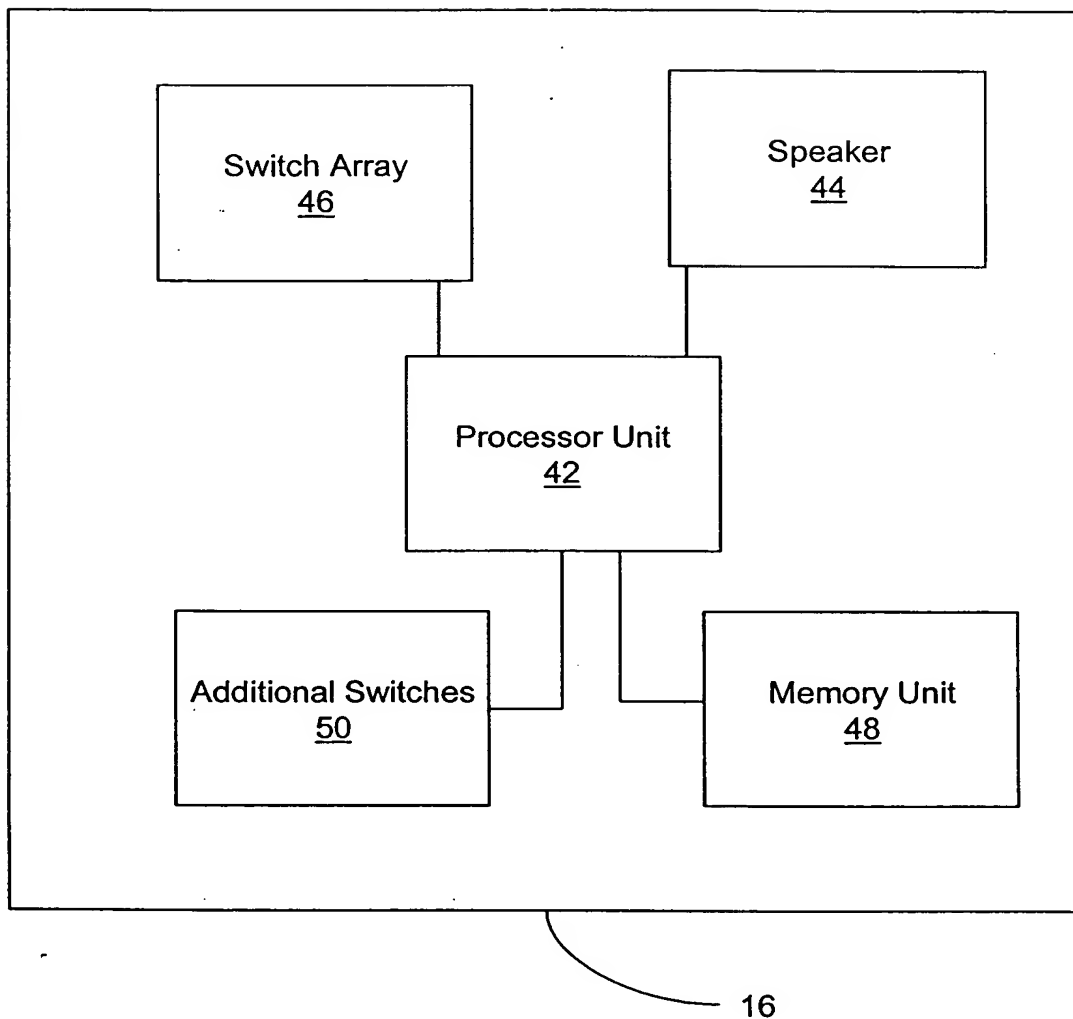 Switch Array
46
Speaker
44
Processor Unit
42
Additional Switches
50
Memory Unit
48
16